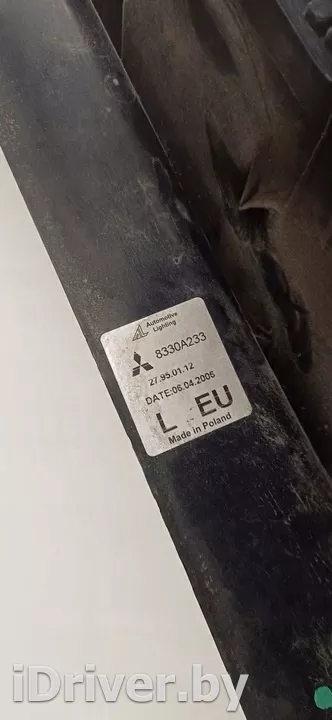 Automotive
Lighting
8330A233
27.95.01.12
DATE:06.04.2006
L EU
Made in Poland
iDriver.by